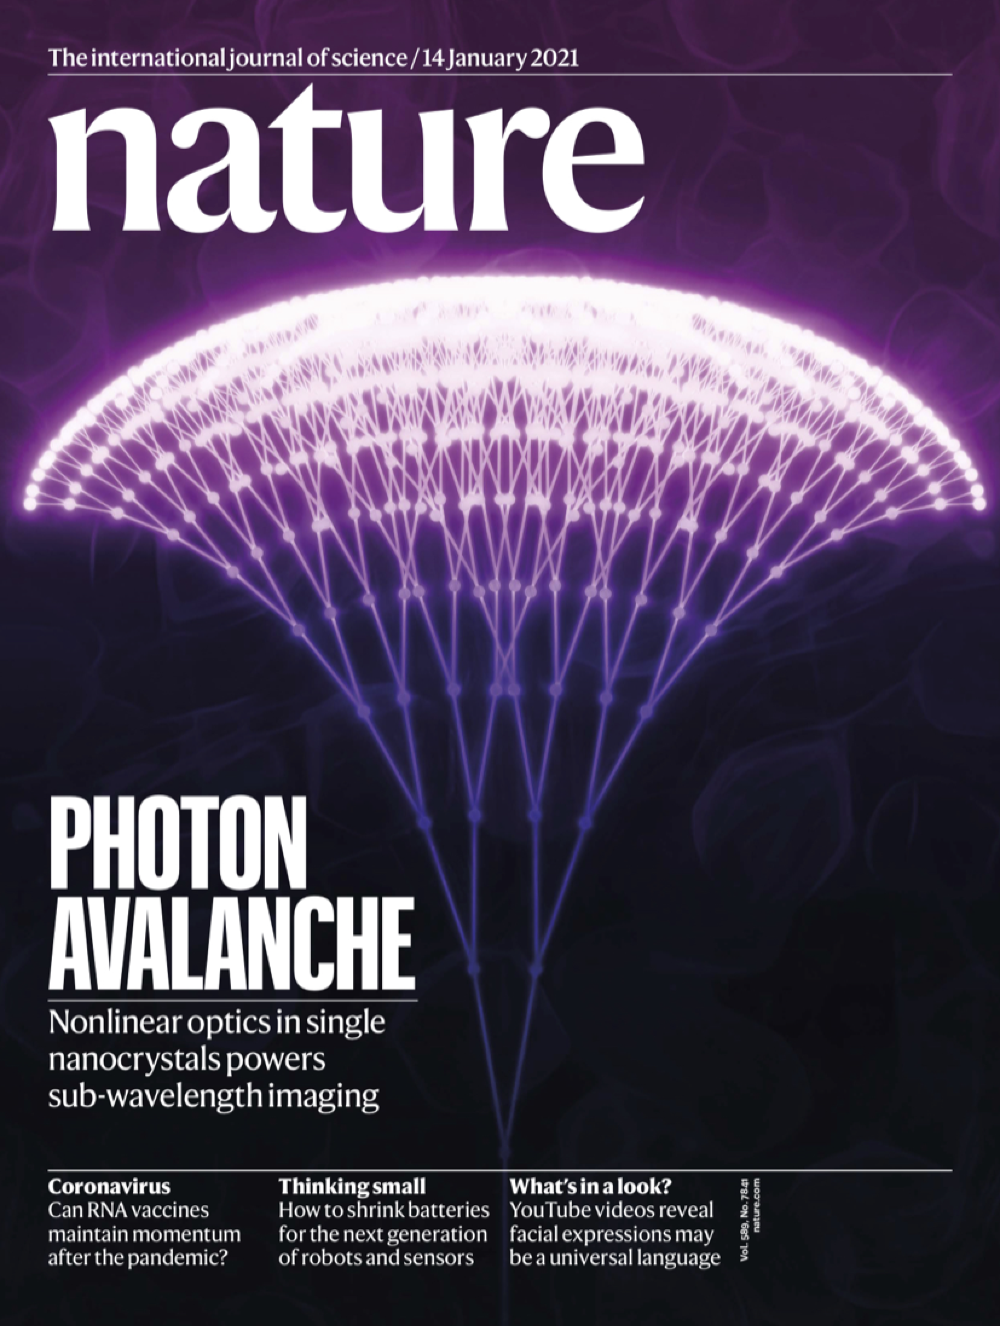 The international journal of science / 14 January 2021
nature
PHOTON
AVALANCHE
Nonlinear optics in single
nanocrystals powers
sub-wavelength imaging
Coronavirus
Can RNA vaccines
maintain momentum
after the pandemic?
Thinking small
How to shrink batteries
for the next generation
of robots and sensors
What's in a look?
YouTube videos reveal
facial expressions may
be a universal language
Vol. 589, No. 7841
nature.com